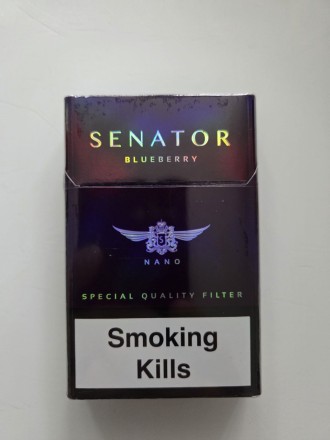 SENATOR
BLUEBERRY
S
NANO
SPECIAL QUALITY FILTER
Smoking
Kills